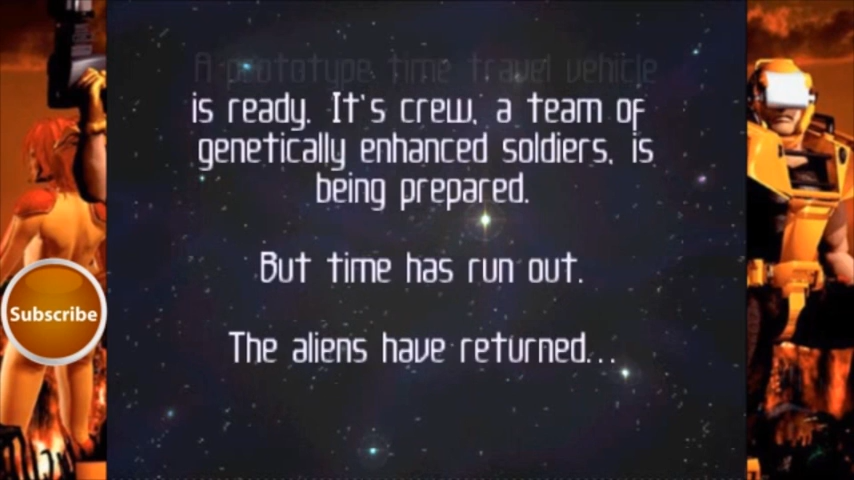 A prototype time travel vehicle
is ready. It's crew, a team of
genetically enhanced soldiers, is
being prepared.
But time has run out.
The aliens have returned...
Subscribe